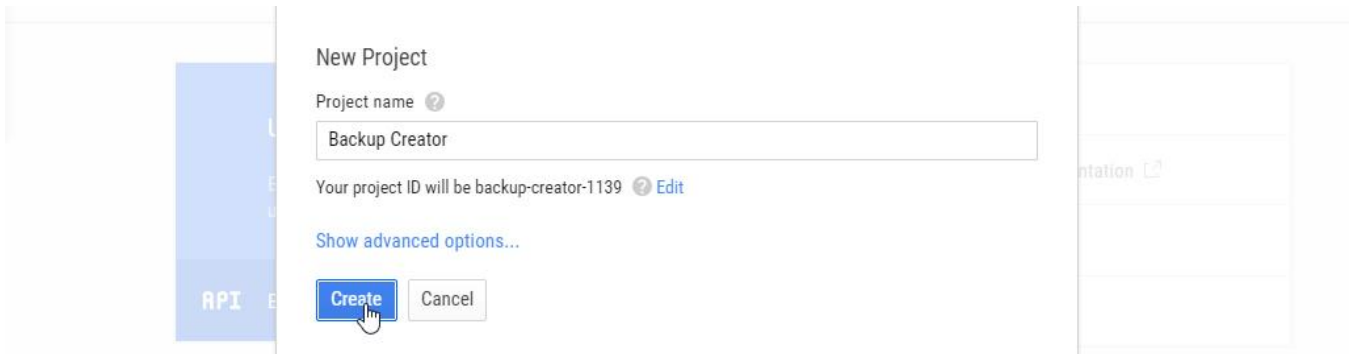 New Project
Project name
Backup Creator
Your project ID will be backup-creator-1139 Edit
ntation
Show advanced options...
API
Create Cancel